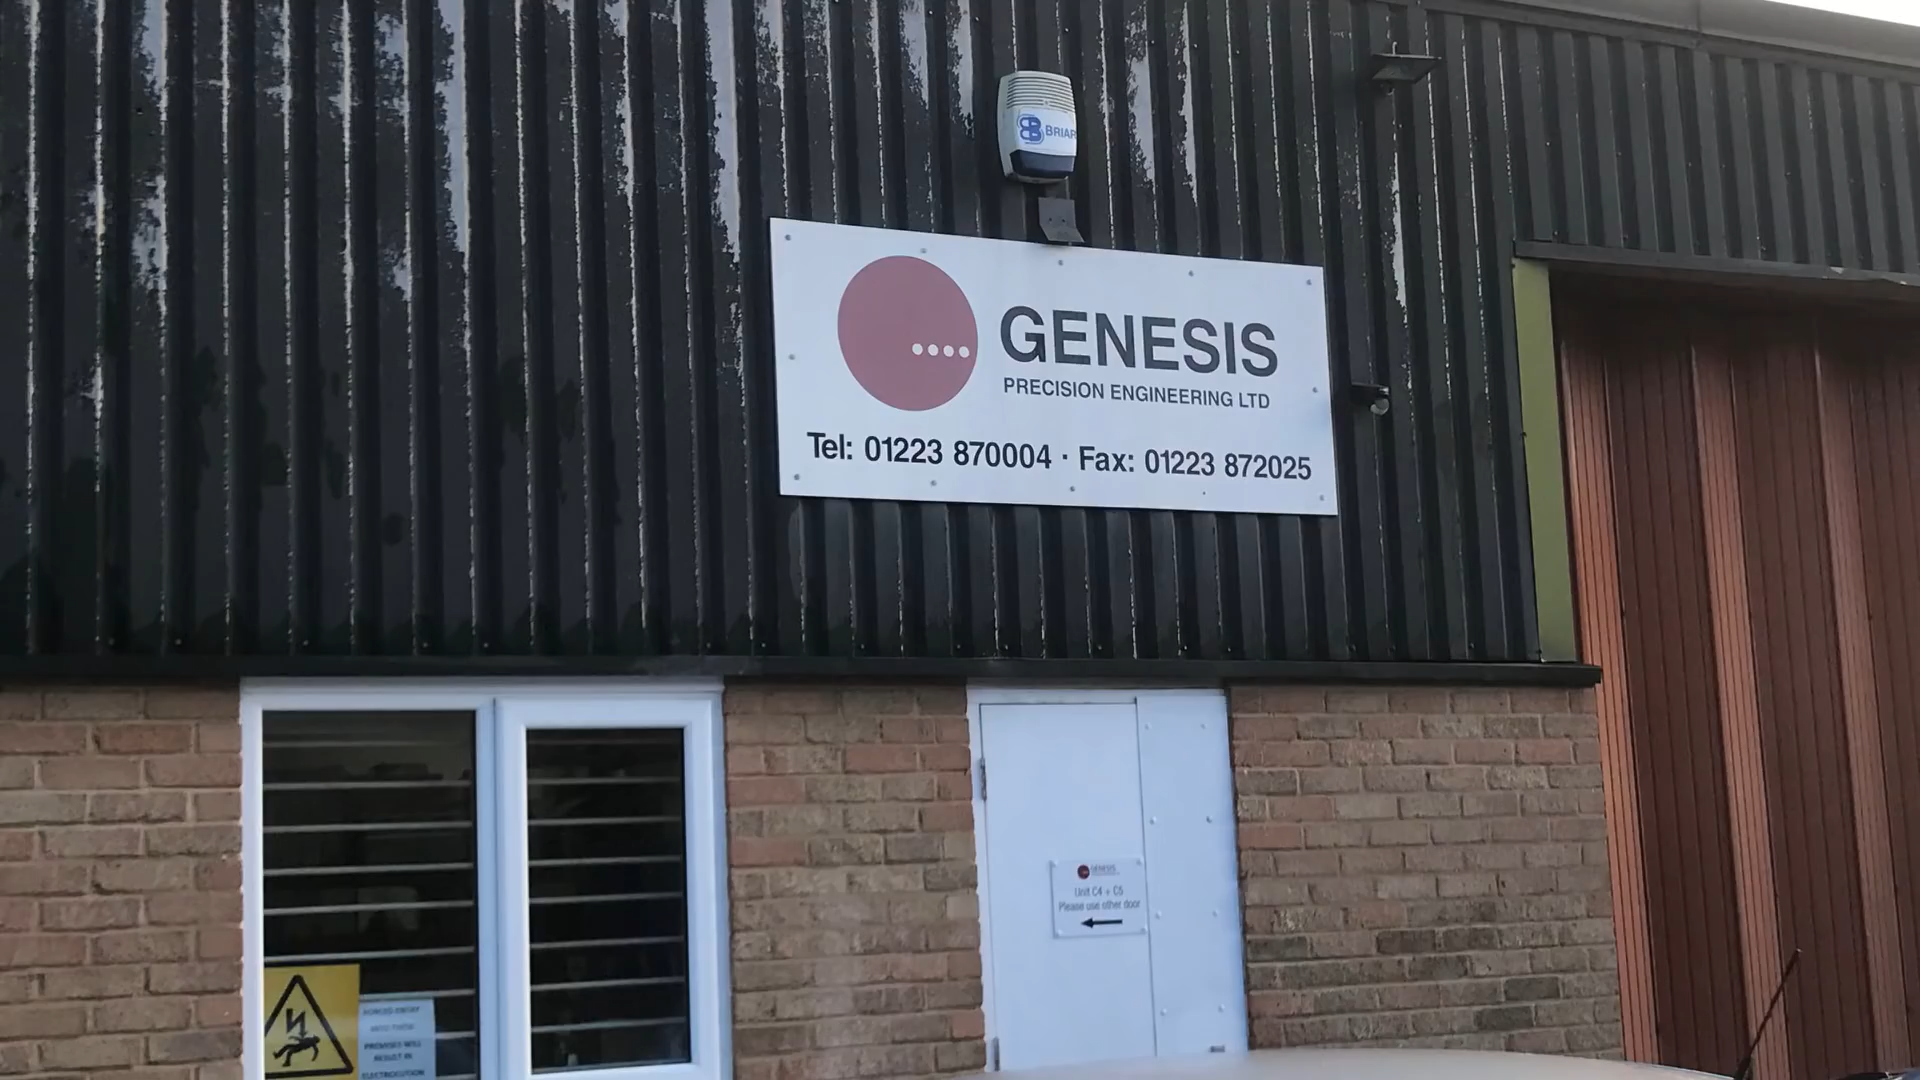 BRIAR
GENESIS
PRECISION ENGINEERING LTD
Tel: 01223 870004 · Fax: 01223 872025
GENESIS
Unit C4 + C5
Please use other door
FORCED ENTRY
INTO THESE
PREMISES WILL
RESULT IN
ELECTROCUTION